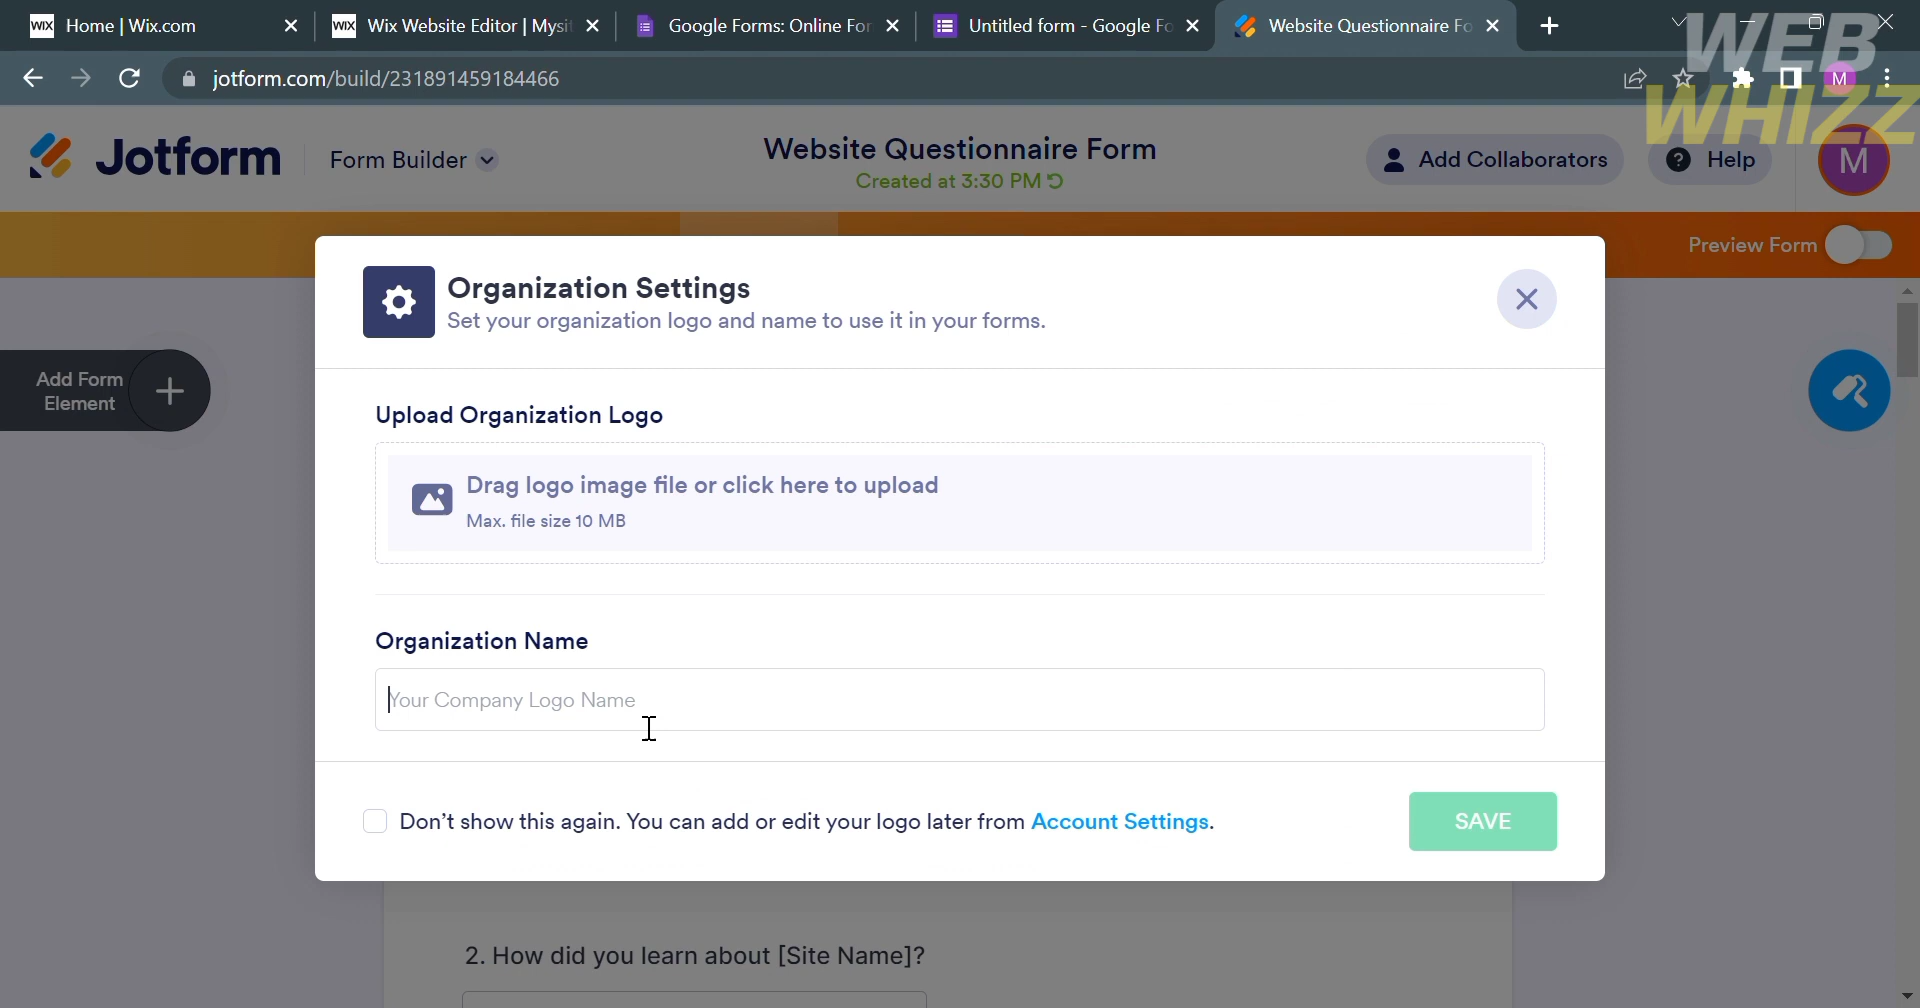 WIX Home | Wix.com
WIX Wix Website Editor | Mysit
Google Forms: Online For
Untitled form - Google Fo
Website Questionnaire Fo
WEB
WHIZZ
jotform.com/build/231891459184466
M
Jotform
Form Builder
Website Questionnaire Form
Created at 3:30 PM
Add Collaborators
? Help
M
Preview Form
Organization Settings
Set your organization logo and name to use it in your forms.
Add Form
Element
Upload Organization Logo
Drag logo image file or click here to upload
Max. file size 10 MB
Organization Name
Your Company Logo Name
Don't show this again. You can add or edit your logo later from Account Settings.
SAVE
2. How did you learn about [Site Name]?